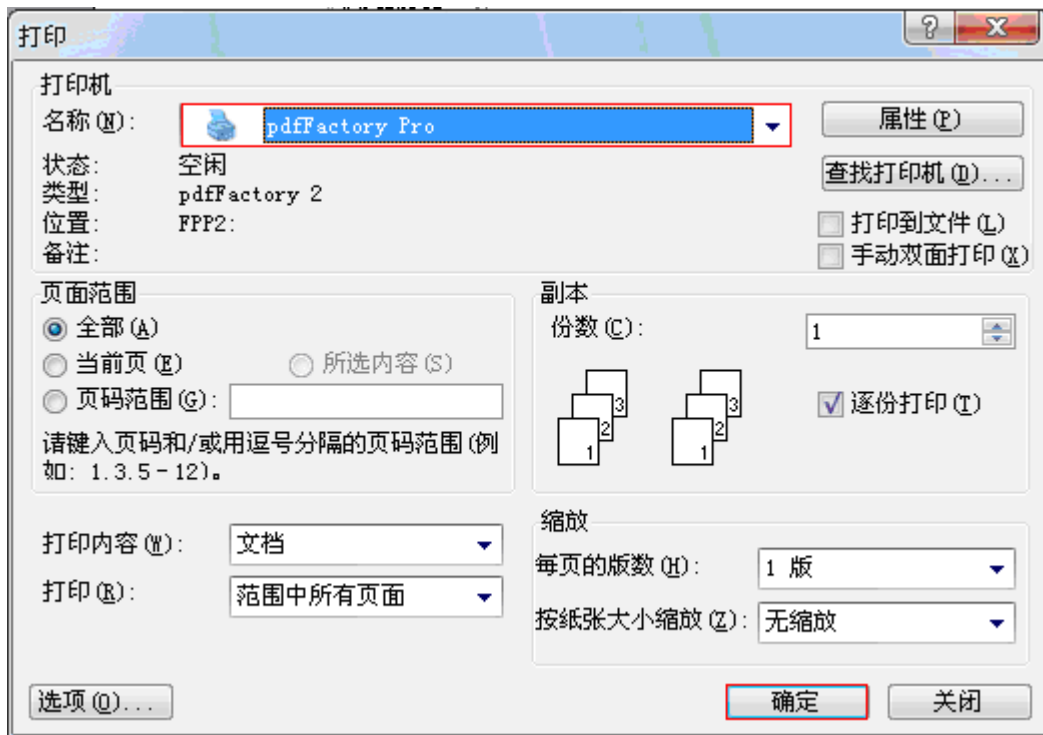 打印
打印机
名称(N): pdfFactory Pro 属性(P)
状态: 空闲 查找打印机(D)...
类型: pdfFactory 2
位置: FPP2: 打印到文件(L)
备注: 手动双面打印(X)
页面范围 副本
全部(A) 份数(C): 1
当前页(E) 所选内容(S)
页码范围(G): 逐份打印(T)
请键入页码和/或用逗号分隔的页码范围(例
如: 1.3.5-12)。
3 2 1 3 2 1
缩放
打印内容(W): 文档 每页的版数(H): 1 版
打印(R): 范围中所有页面 按纸张大小缩放(Z): 无缩放
选项(O)... 确定 关闭